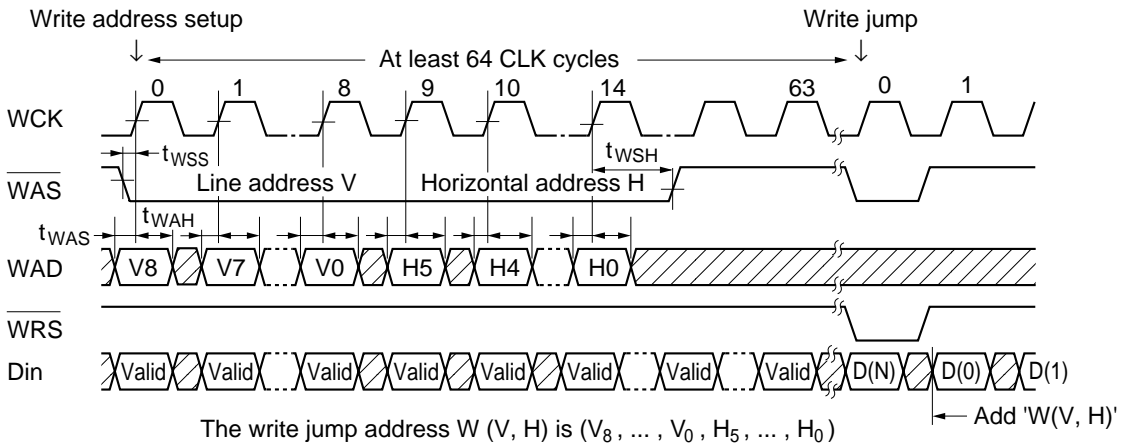 Write address setup Write jump
At least 64 CLK cycles
0 1 8 9 10 14 63 0 1
WCK
tWSS tWSH
WAS Line address V Horizontal address H
tWAS tWAH
WAD V8 V7 V0 H5 H4 H0
WRS
Din Valid Valid Valid Valid Valid Valid Valid Valid D(N) D(0) D(1)
Add 'W(V, H)'
The write jump address W (V, H) is (V8 , ... , V0 , H5 , ... , H0 )